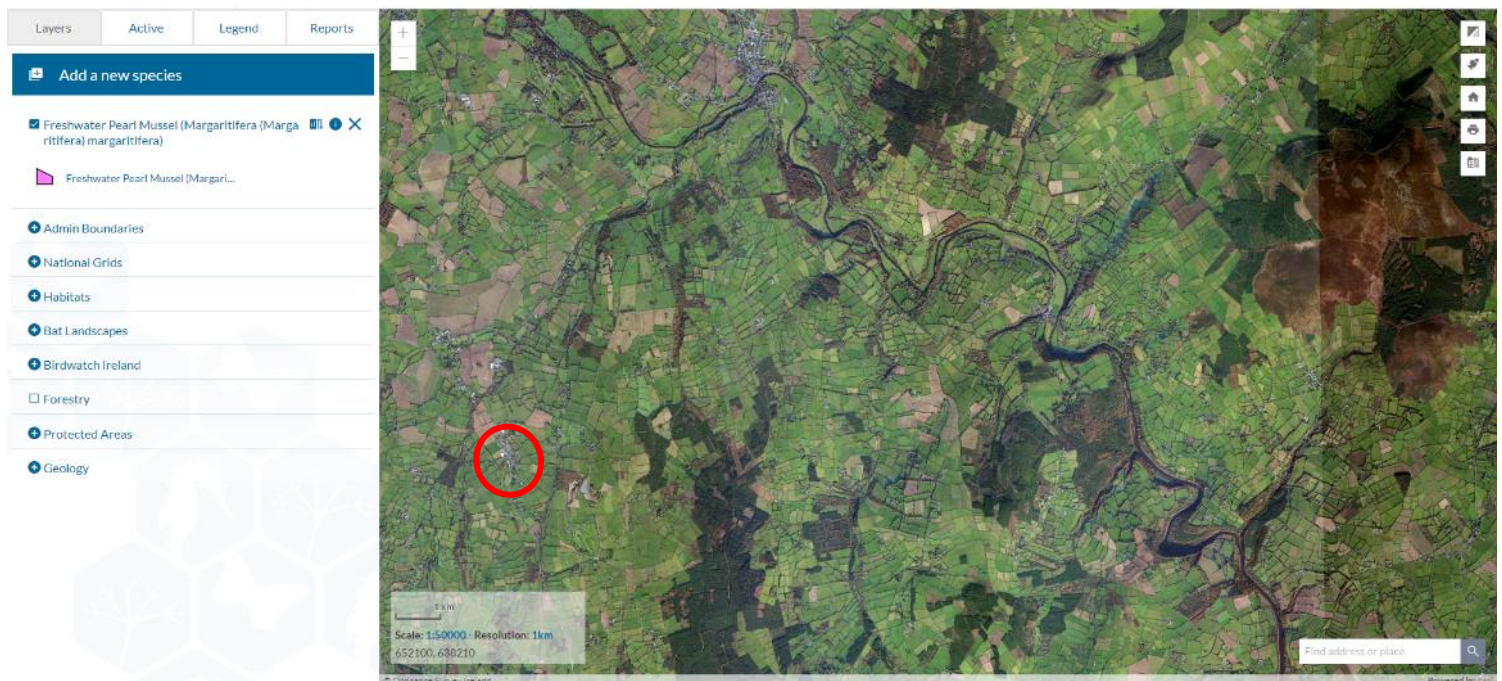 Layers Active Legend Reports
Add a new species
Freshwater Pearl Mussel (Margaritifera (Marga
ritifera) margaritifera)
Freshwater Pearl Mussel (Margari...
Admin Boundaries
National Grids
Habitats
Bat Landscapes
Birdwatch Ireland
Forestry
Protected Areas
Geology
1 km
Scale: 1:50000 - Resolution: 1km
652100, 638210
Find address or place